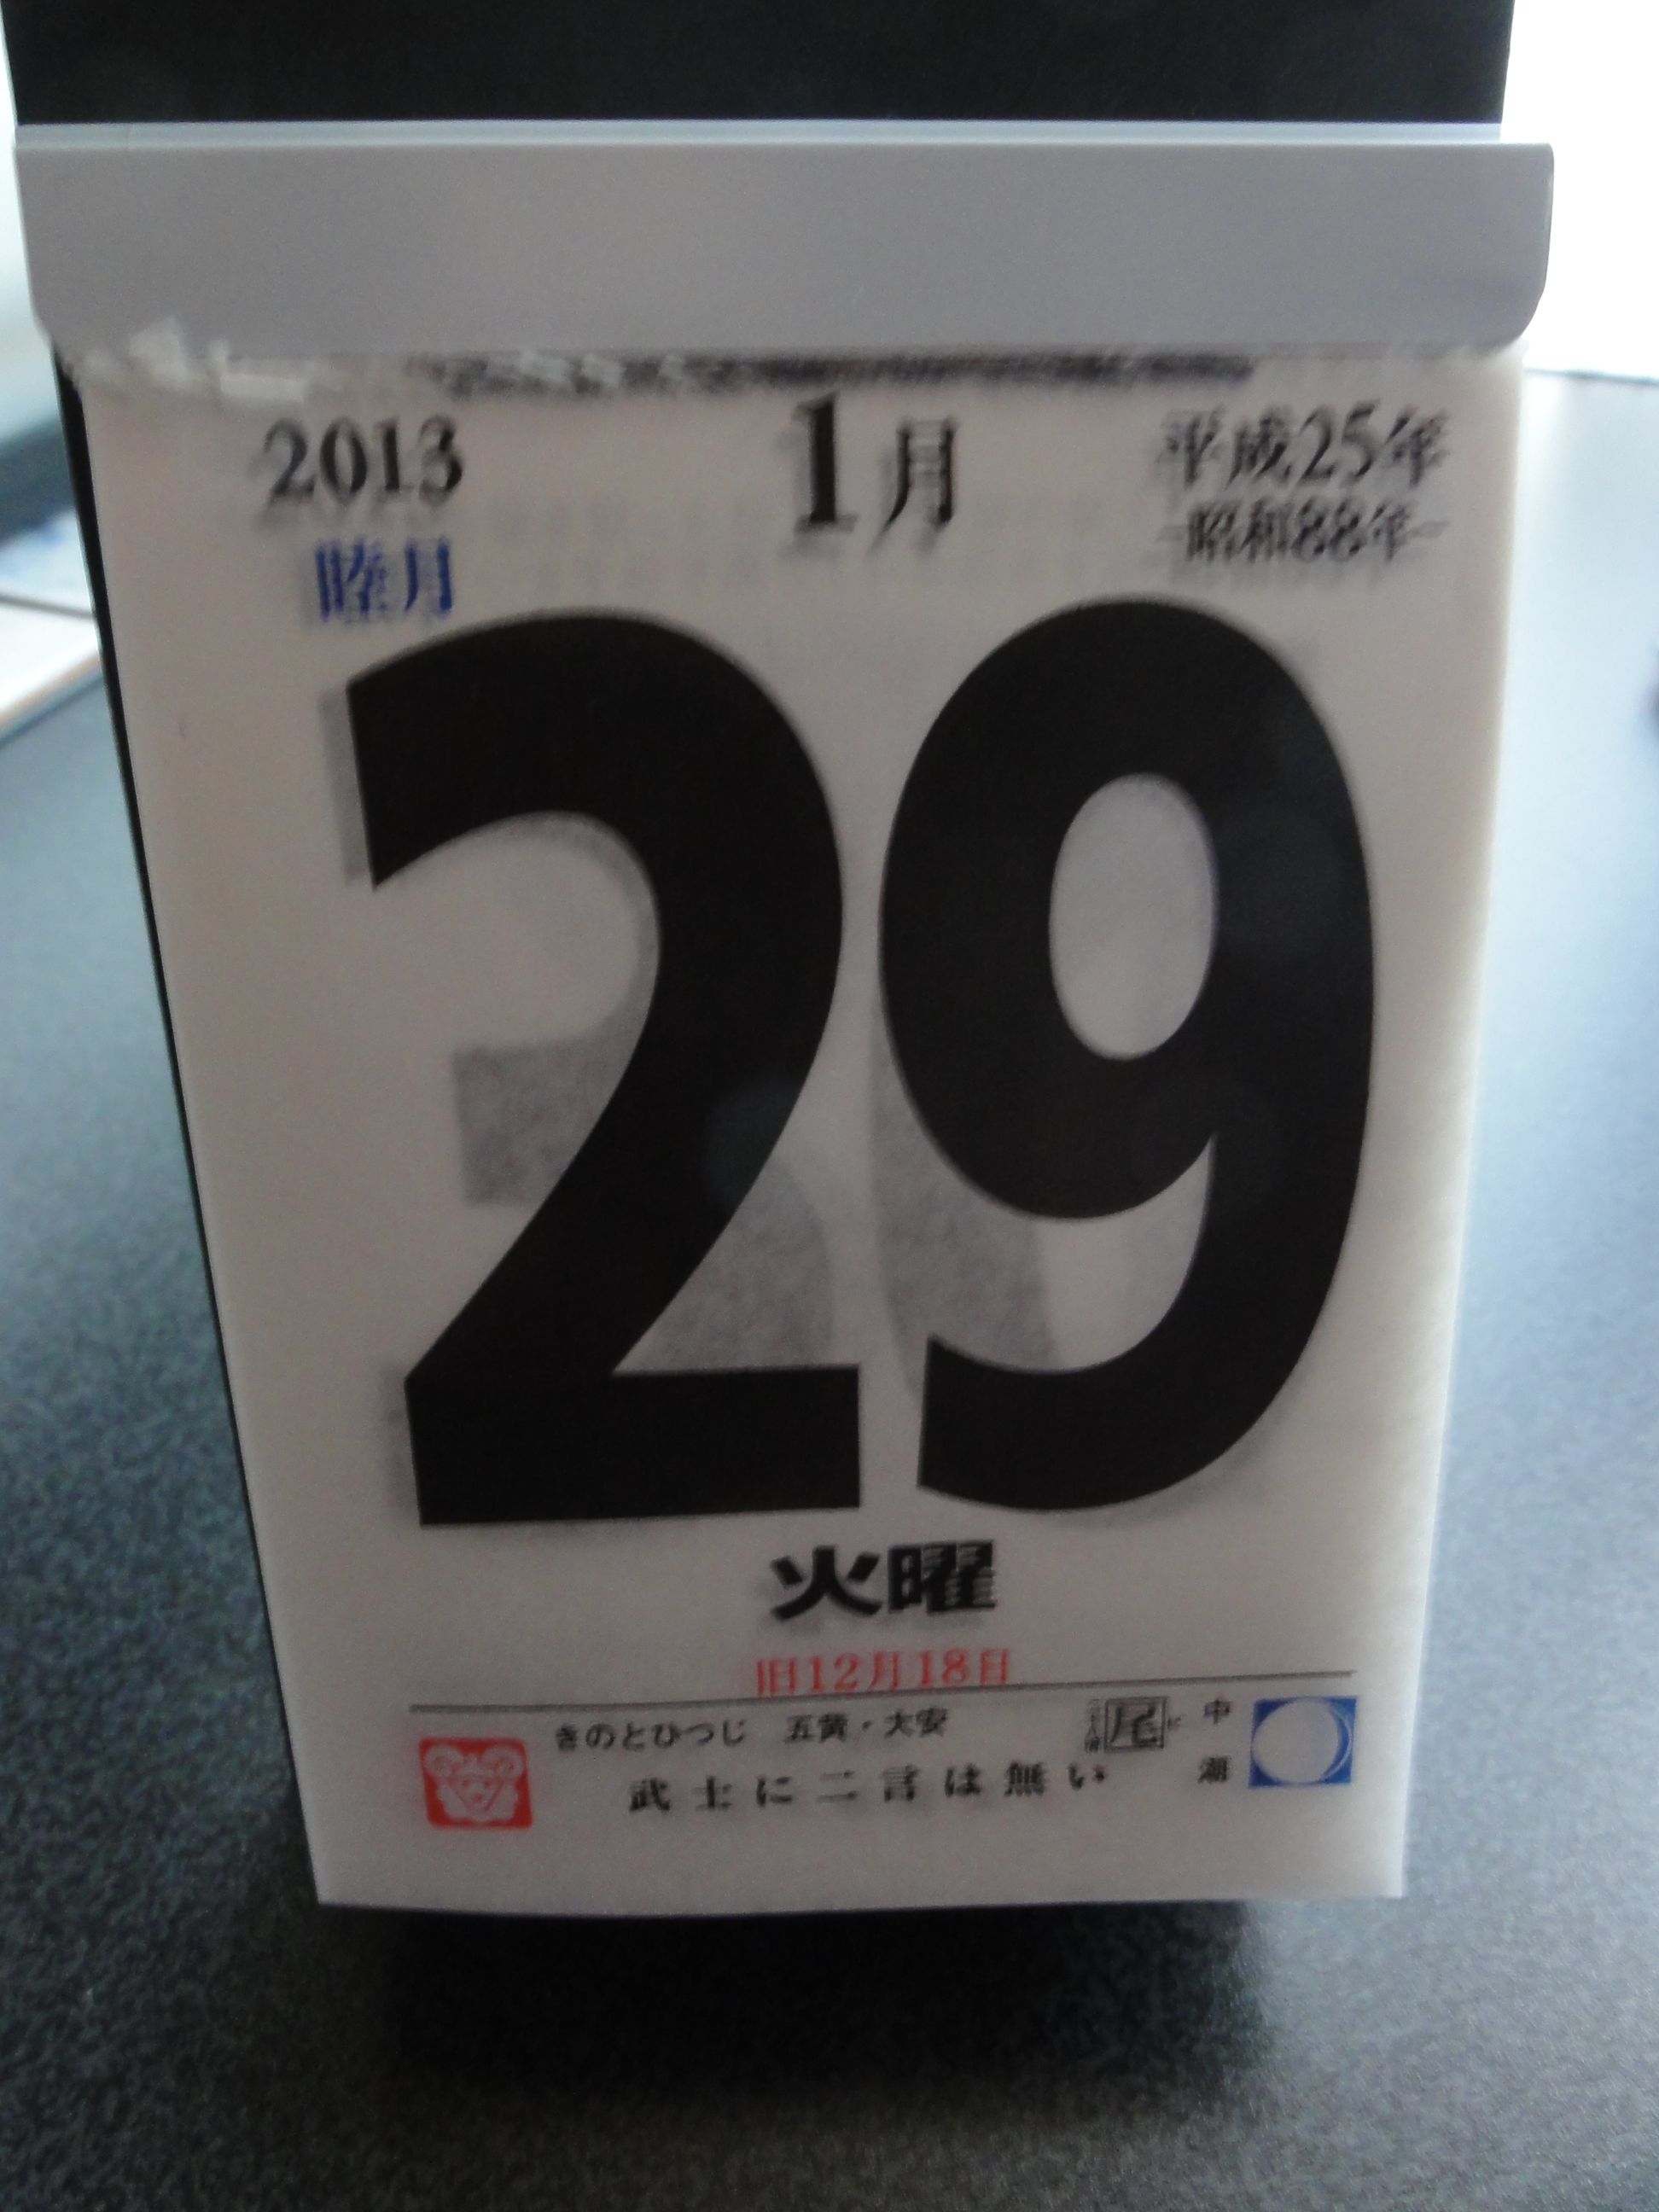 2013 1月 平成25年
睦月 昭和88年
29
火曜
旧12月18日
きのとひつじ 五黄・大安 尾 中潮
武士に二言は無い